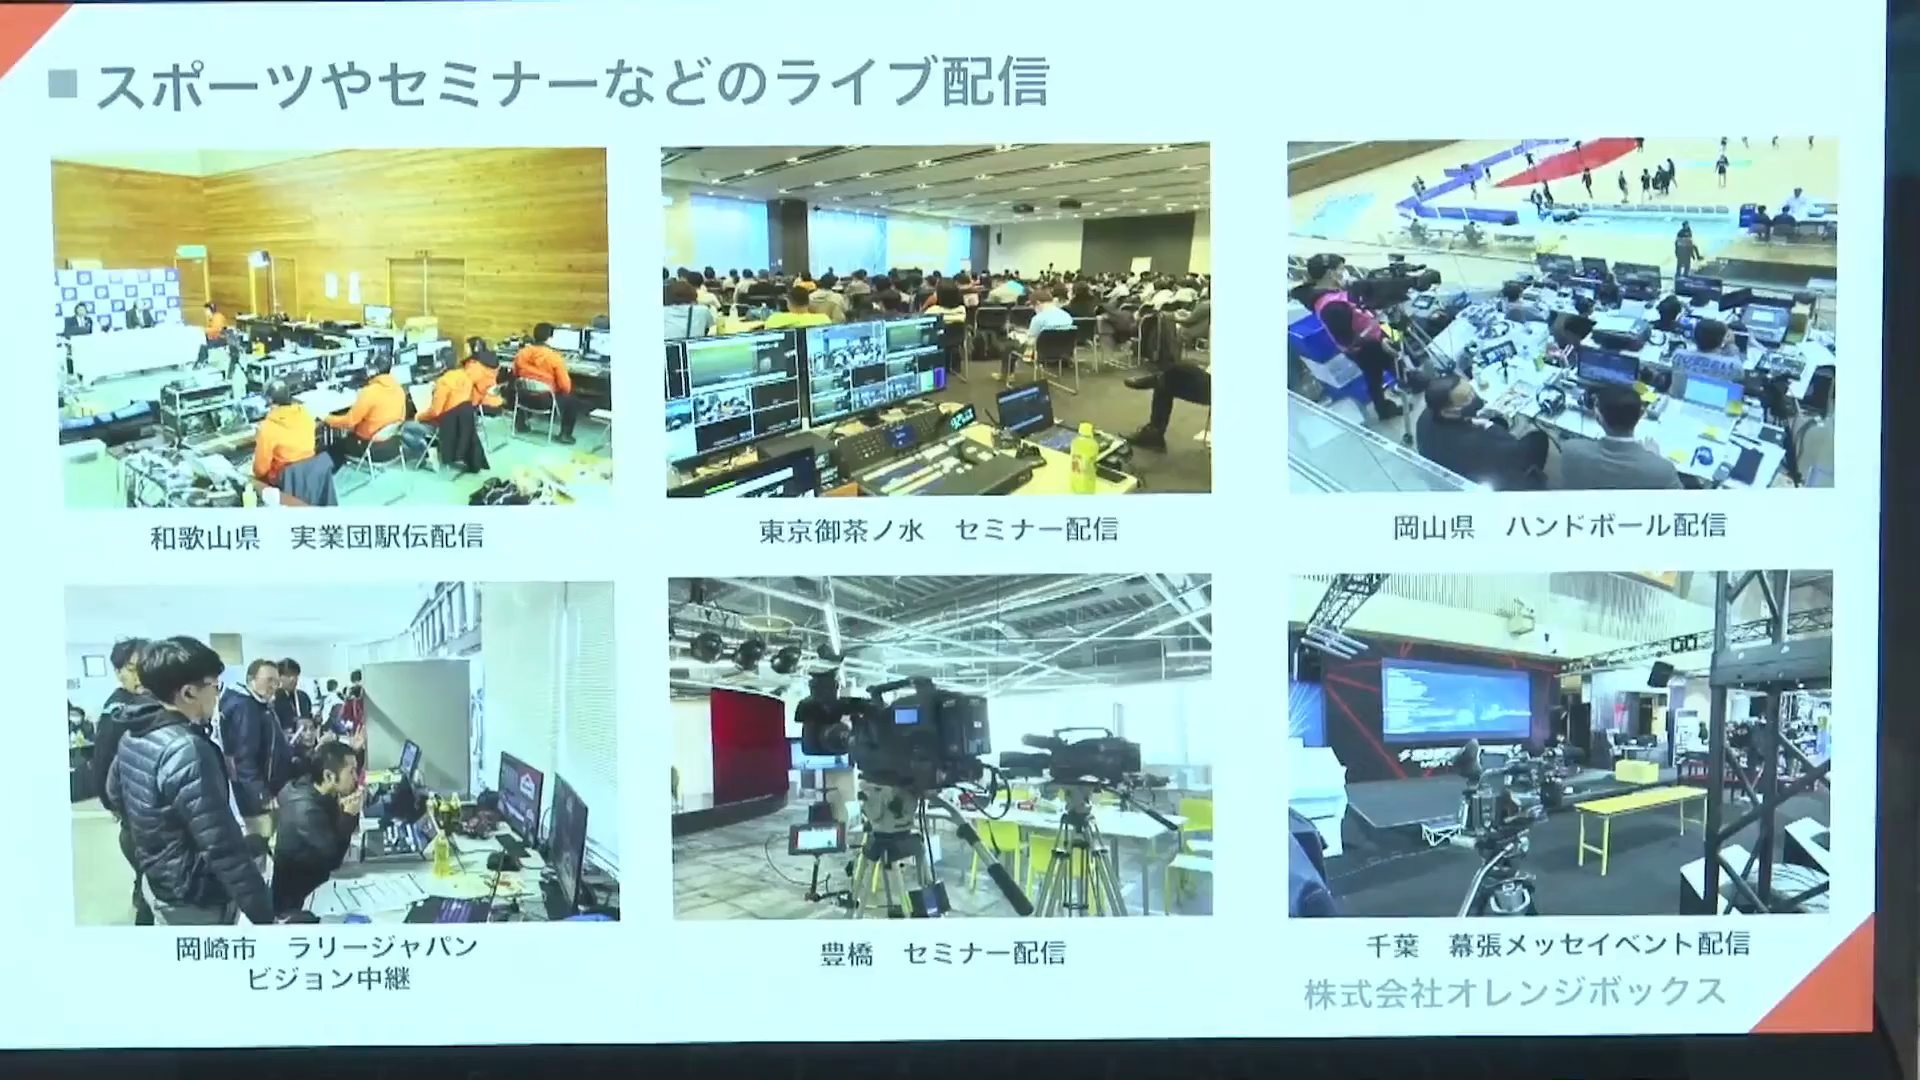 スポーツやセミナーなどのライブ配信
和歌山県　実業団駅伝配信
東京御茶ノ水　セミナー配信
岡山県　ハンドボール配信
岡崎市　ラリージャパン
ビジョン中継
豊橋　セミナー配信
千葉　幕張メッセイベント配信
株式会社オレンジボックス